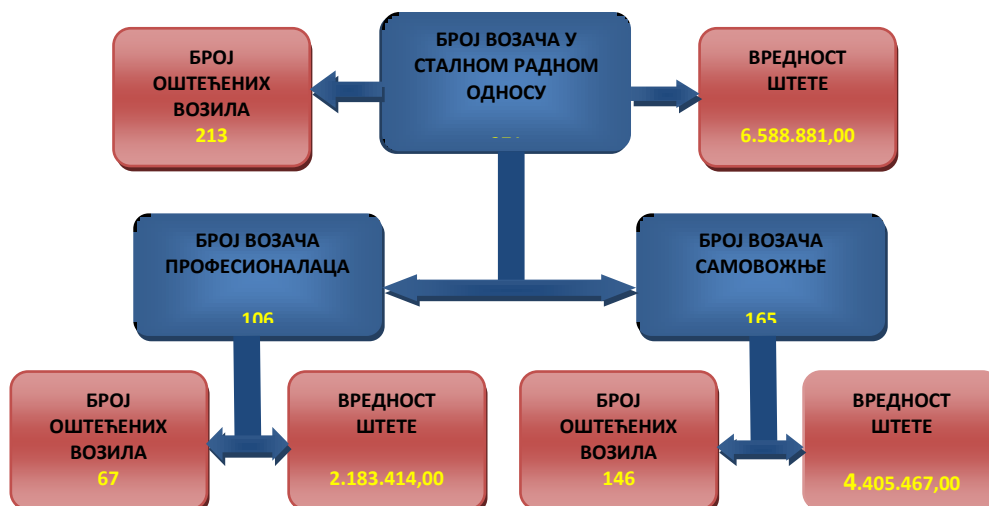 БРОЈ ВОЗАЧА У
СТАЛНОМ РАДНОМ
ОДНОСУ
БРОЈ
ОШТЕЋЕНИХ
ВОЗИЛА
213
ВРЕДНОСТ
ШТЕТЕ
6.588.881,00
БРОЈ ВОЗАЧА
ПРОФЕСИОНАЛАЦА
106
БРОЈ ВОЗАЧА
САМОВОЖЊЕ
165
БРОЈ
ОШТЕЋЕНИХ
ВОЗИЛА
67
ВРЕДНОСТ
ШТЕТЕ
2.183.414,00
БРОЈ
ОШТЕЋЕНИХ
ВОЗИЛА
146
ВРЕДНОСТ
ШТЕТЕ
4.405.467,00